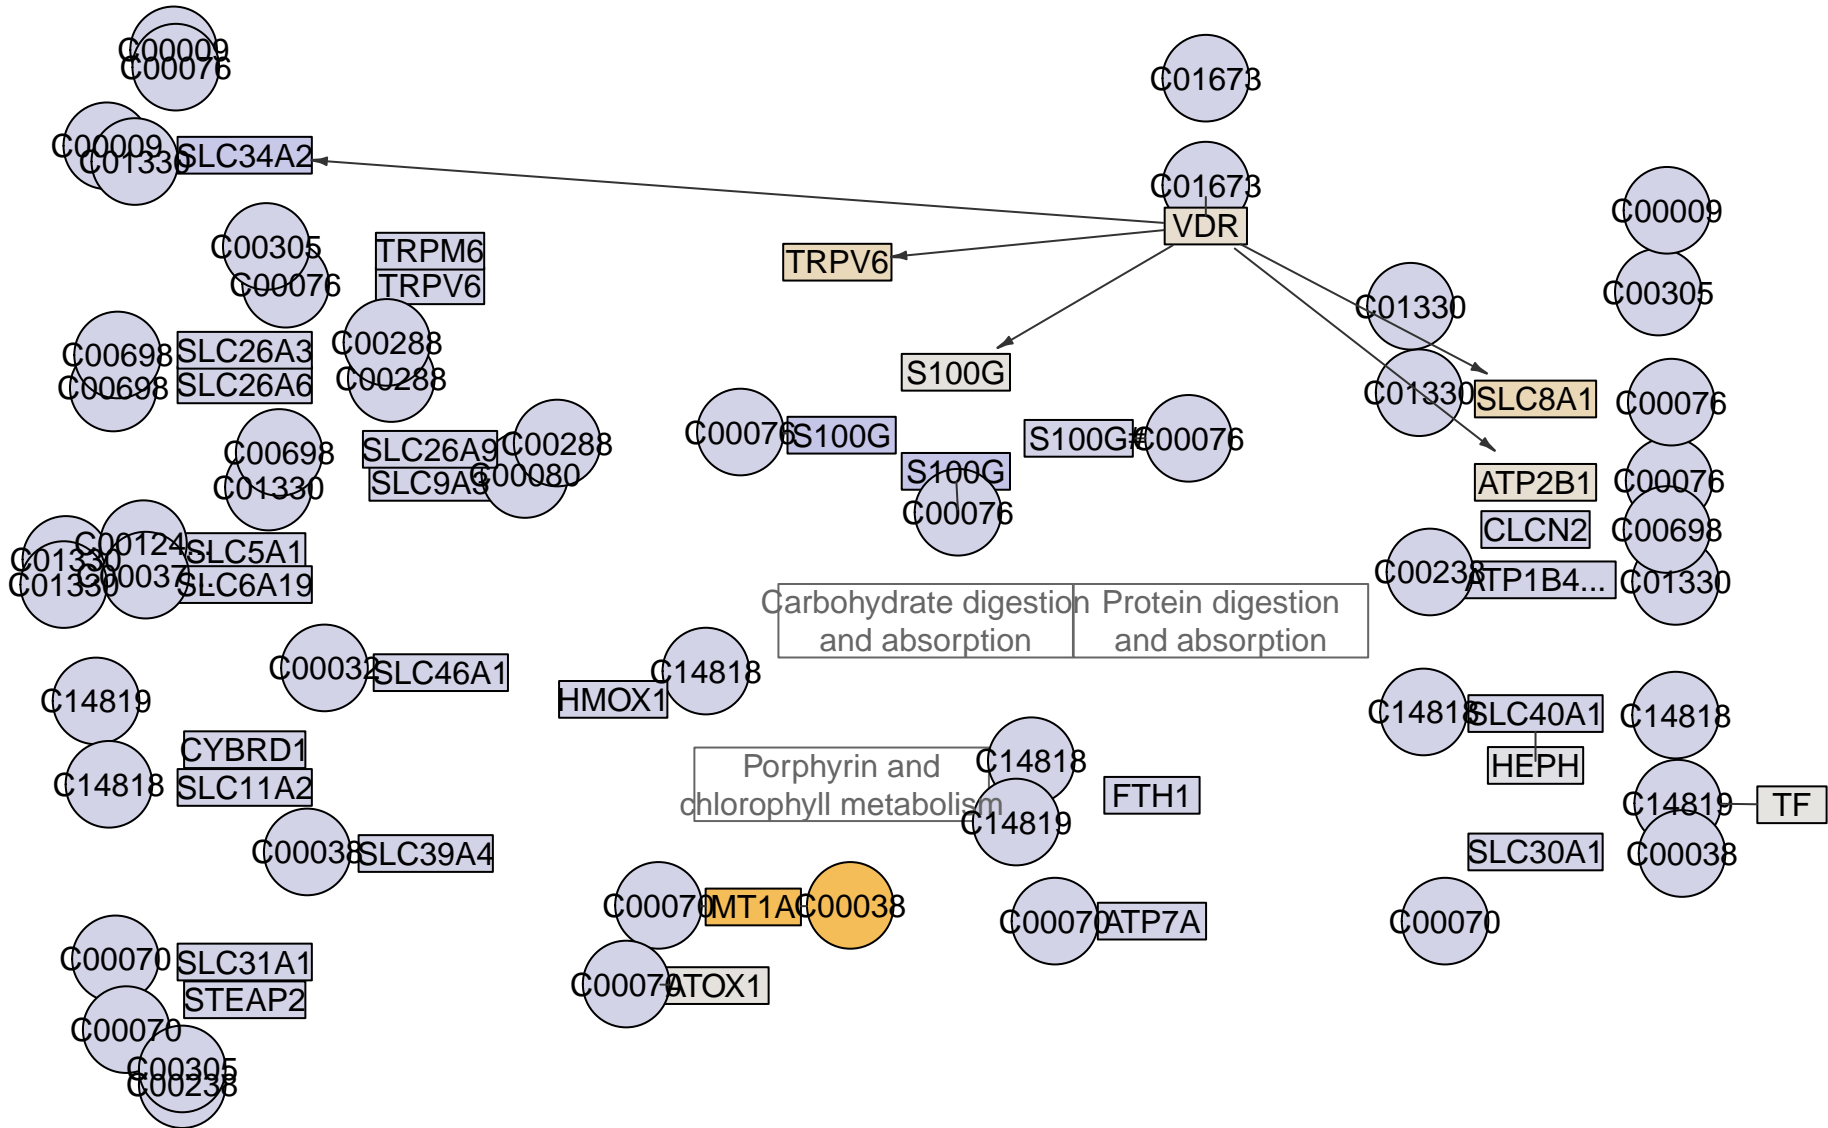 C00009
C00076
C01673
C00009
C01330
SLC34A2
C01673
VDR
C00009
C00305
C00076
TRPM6
TRPV6
TRPV6
C01330
C00305
C00698
C00698
SLC26A3
SLC26A6
C00288
C00288
S100G
C01330
SLC8A1
C00076
C00698
C01330
SLC26A9
SLC9A3
C00288
C00080
C00076
S100G
S100G
C00076
S100G#
C00076
ATP2B1
C00076
CLCN2
C00698
C01330
C01330
C00124...
C00037...
SLC5A1
SLC6A19
C00238
ATP1B4...
C01330
Carbohydrate digestion
and absorption
Protein digestion
and absorption
C00032
SLC46A1
HMOX1
C14818
C14819
C14818
SLC40A1
C14818
HEPH
CYBRD1
C14818
SLC11A2
Porphyrin and
chlorophyll metabolism
C14818
C14819
FTH1
C14819
TF
C00038
SLC39A4
SLC30A1
C00038
C00070
MT1A
C00038
C00070
ATP7A
C00070
C00070
SLC31A1
STEAP2
C00070
ATOX1
C00070
C00305
C00238